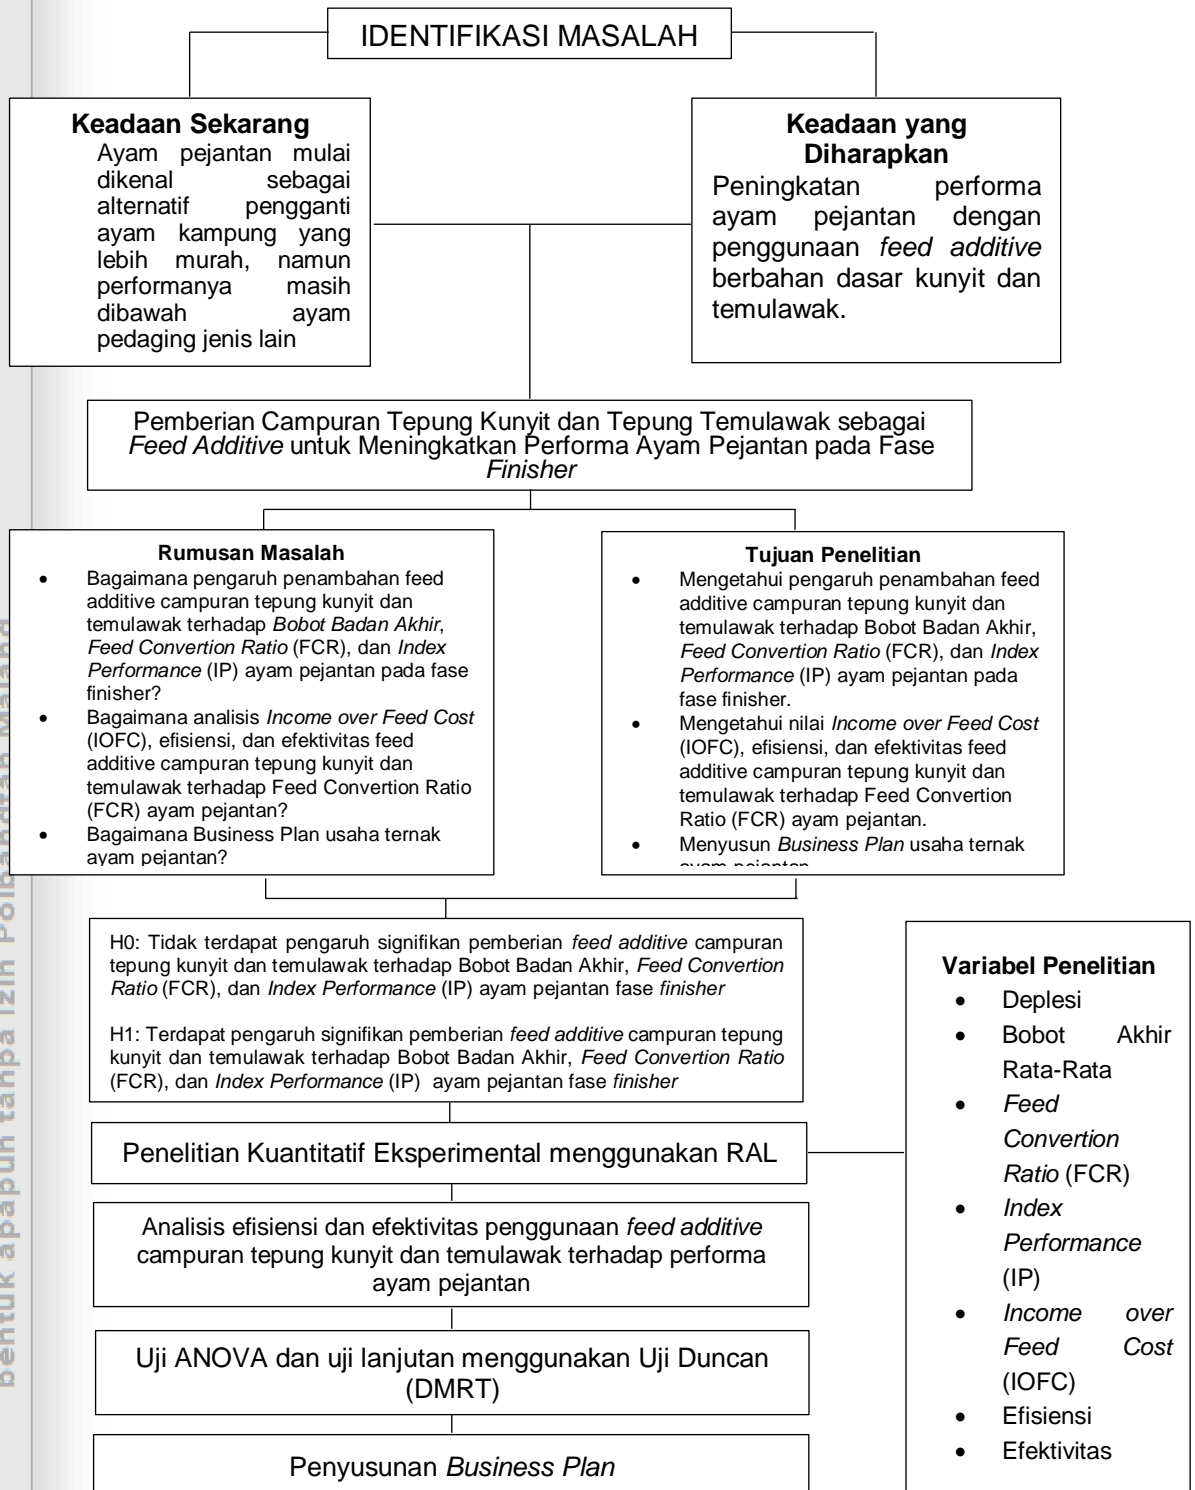 IDENTIFIKASI MASALAH
Keadaan Sekarang
Ayam pejantan mulai
dikenal sebagai
alternatif pengganti
ayam kampung yang
lebih murah, namun
performanya masih
dibawah ayam
pedaging jenis lain
Keadaan yang
Diharapkan
Peningkatan performa
ayam pejantan dengan
penggunaan feed additive
berbahan dasar kunyit dan
temulawak.
Pemberian Campuran Tepung Kunyit dan Tepung Temulawak sebagai
Feed Additive untuk Meningkatkan Performa Ayam Pejantan pada Fase
Finisher
Rumusan Masalah
• Bagaimana pengaruh penambahan feed
additive campuran tepung kunyit dan
temulawak terhadap Bobot Badan Akhir,
Feed Convertion Ratio (FCR), dan Index
Performance (IP) ayam pejantan pada fase
finisher?
• Bagaimana analisis Income over Feed Cost
(IOFC), efisiensi, dan efektivitas feed
additive campuran tepung kunyit dan
temulawak terhadap Feed Convertion Ratio
(FCR) ayam pejantan?
• Bagaimana Business Plan usaha ternak
ayam pejantan?
Tujuan Penelitian
• Mengetahui pengaruh penambahan feed
additive campuran tepung kunyit dan
temulawak terhadap Bobot Badan Akhir,
Feed Convertion Ratio (FCR), dan Index
Performance (IP) ayam pejantan pada
fase finisher.
• Mengetahui nilai Income over Feed Cost
(IOFC), efisiensi, dan efektivitas feed
additive campuran tepung kunyit dan
temulawak terhadap Feed Convertion
Ratio (FCR) ayam pejantan.
• Menyusun Business Plan usaha ternak
ayam pejantan
H0: Tidak terdapat pengaruh signifikan pemberian feed additive campuran
tepung kunyit dan temulawak terhadap Bobot Badan Akhir, Feed Convertion
Ratio (FCR), dan Index Performance (IP) ayam pejantan fase finisher
H1: Terdapat pengaruh signifikan pemberian feed additive campuran tepung
kunyit dan temulawak terhadap Bobot Badan Akhir, Feed Convertion Ratio
(FCR), dan Index Performance (IP) ayam pejantan fase finisher
Variabel Penelitian
• Deplesi
• Bobot Akhir
Rata-Rata
• Feed
Convertion
Ratio (FCR)
• Index
Performance
(IP)
• Income over
Feed Cost
(IOFC)
• Efisiensi
• Efektivitas
Penelitian Kuantitatif Eksperimental menggunakan RAL
Analisis efisiensi dan efektivitas penggunaan feed additive
campuran tepung kunyit dan temulawak terhadap performa
ayam pejantan
Uji ANOVA dan uji lanjutan menggunakan Uji Duncan
(DMRT)
Penyusunan Business Plan
bentuk apapun tanpa izin Polbangtan Malang